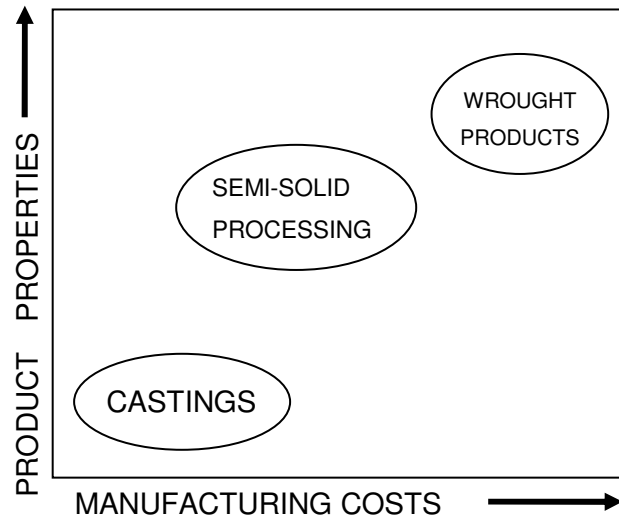 PRODUCT PROPERTIES
WROUGHT
PRODUCTS
SEMI-SOLID
PROCESSING
CASTINGS
MANUFACTURING COSTS